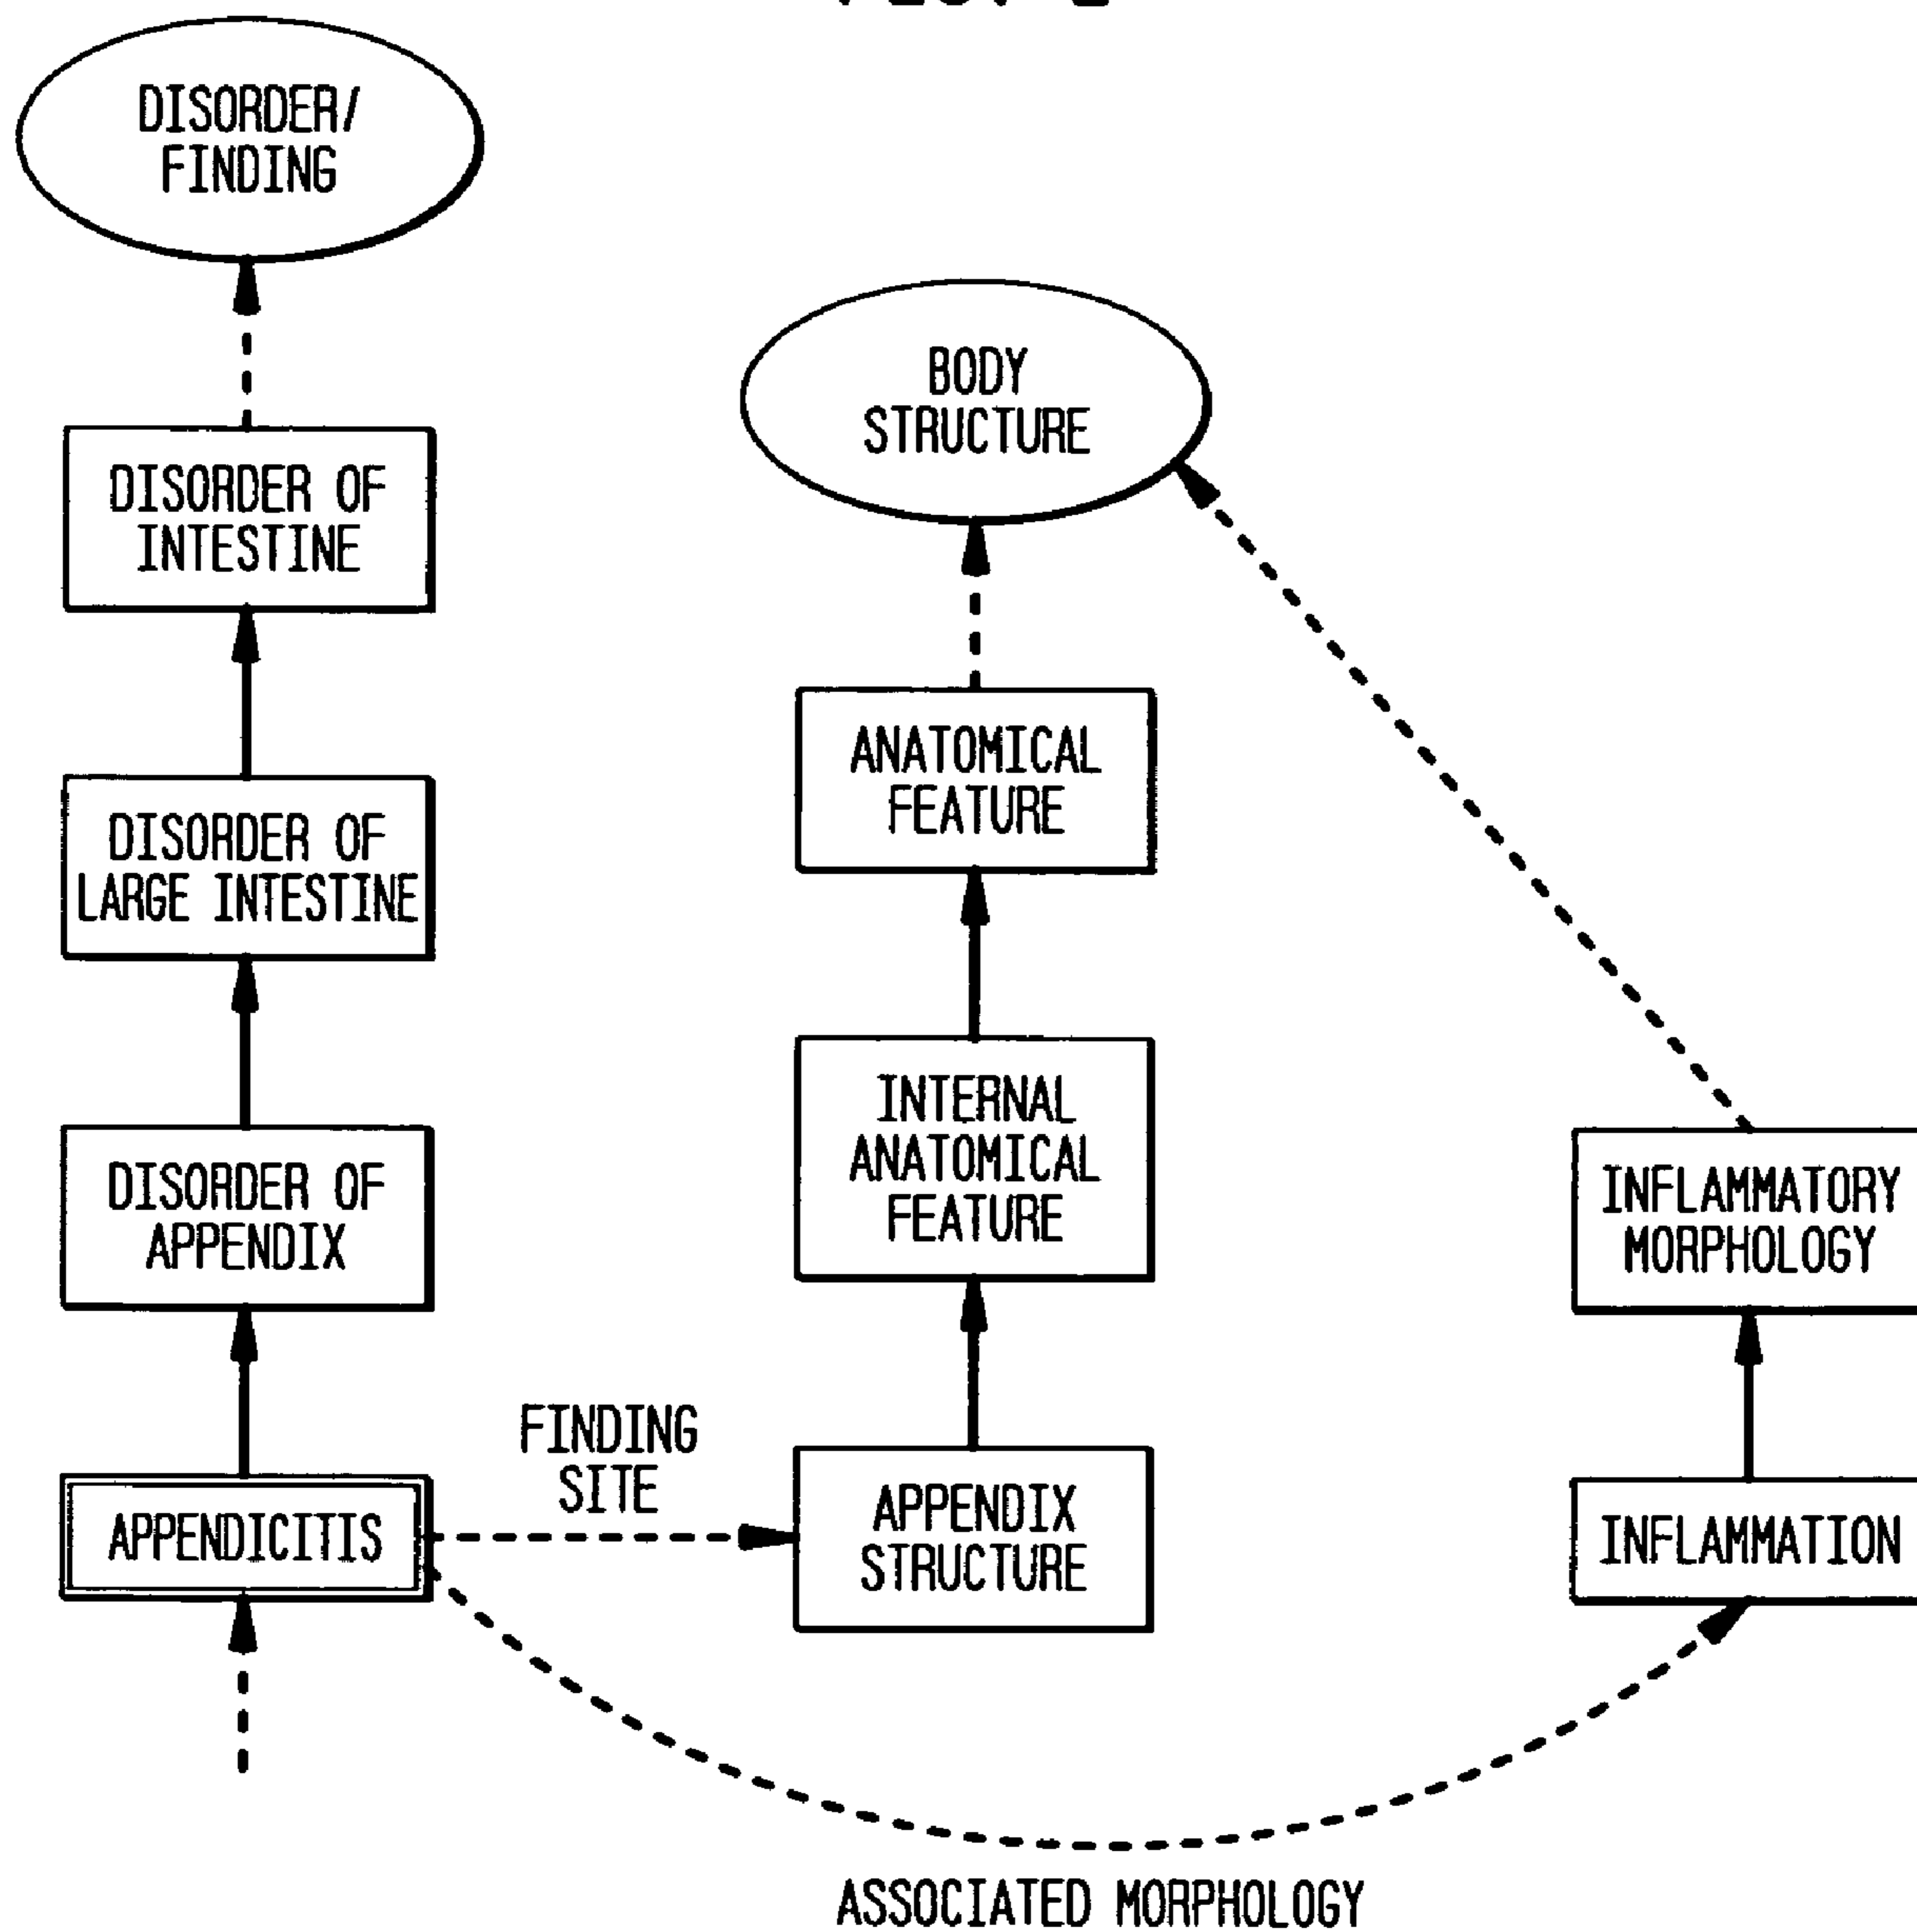 DISORDER/
FINDING
BODY
STRUCTURE
DISORDER OF
INTESTINE
ANATOMICAL
FEATURE
DISORDER OF
LARGE INTESTINE
INTERNAL
ANATOMICAL
FEATURE
DISORDER OF
APPENDIX
INFLAMMATORY
MORPHOLOGY
FINDING
SITE
APPENDICITIS
APPENDIX
STRUCTURE
INFLAMMATION
ASSOCIATED MORPHOLOGY